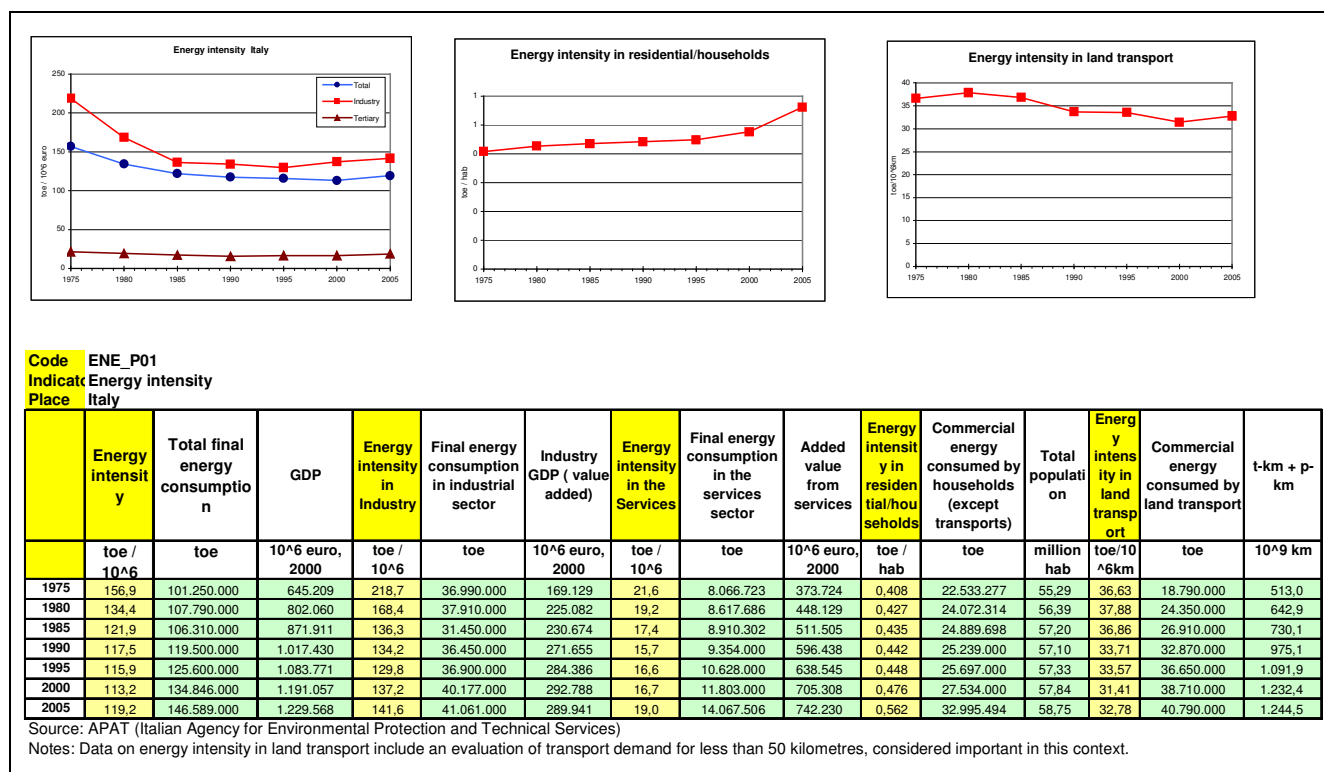 Energy intensity Italy
250
200
150
100
50
0
1975 1980 1985 1990 1995 2000 2005
toe / 10^6 euro
Total
Industry
Tertiary
Energy intensity in residential/households
1
1
0
0
0
0
0
1975 1980 1985 1990 1995 2000 2005
toe / hab
Energy intensity in land transport
40
35
30
25
20
15
10
5
0
1975 1980 1985 1990 1995 2000 2005
toe/10^6km
Code ENE_P01
Indicato Energy intensity
Place Italy
Energy
intensit
y
Total final
energy
consumptio
n
GDP
Energy
intensity
in
Industry
Final energy
consumption
in industrial
sector
Industry
GDP ( value
added)
Energy
intensity
in the
Services
Final energy
consumption
in the
services
sector
Added
value
from
services
Energy
intensit
y in
residen
tial/hou
seholds
Commercial
energy
consumed by
households
(except
transports)
Total
populati
on
Energ
y
intens
ity in
land
transp
ort
Commercial
energy
consumed by
land transport
t-km + p-
km
toe /
10^6
toe
10^6 euro,
2000
toe /
10^6
toe
10^6 euro,
2000
toe /
10^6
toe
10^6 euro,
2000
toe /
hab
toe
million
hab
toe/10
^6km
toe
10^9 km
1975 156,9 101.250.000 645.209 218,7 36.990.000 169.129 21,6 8.066.723 373.724 0,408 22.533.277 55,29 36,63 18.790.000 513,0
1980 134,4 107.790.000 802.060 168,4 37.910.000 225.082 19,2 8.617.686 448.129 0,427 24.072.314 56,39 37,88 24.350.000 642,9
1985 121,9 106.310.000 871.911 136,3 31.450.000 230.674 17,4 8.910.302 511.505 0,435 24.889.698 57,20 36,86 26.910.000 730,1
1990 117,5 119.500.000 1.017.430 134,2 36.450.000 271.655 15,7 9.354.000 596.438 0,442 25.239.000 57,10 33,71 32.870.000 975,1
1995 115,9 125.600.000 1.083.771 129,8 36.900.000 284.386 16,6 10.628.000 638.545 0,448 25.697.000 57,33 33,57 36.650.000 1.091,9
2000 113,2 134.846.000 1.191.057 137,2 40.177.000 292.788 16,7 11.803.000 705.308 0,476 27.534.000 57,84 31,41 38.710.000 1.232,4
2005 119,2 146.589.000 1.229.568 141,6 41.061.000 289.941 19,0 14.067.506 742.230 0,562 32.995.494 58,75 32,78 40.790.000 1.244,5
Source: APAT (Italian Agency for Environmental Protection and Technical Services)
Notes: Data on energy intensity in land transport include an evaluation of transport demand for less than 50 kilometres, considered important in this context.